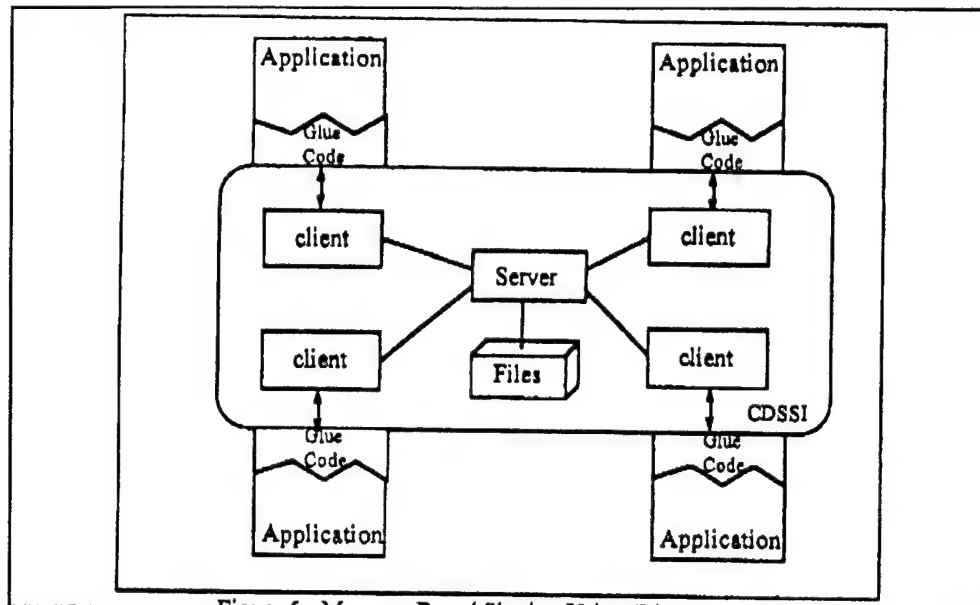 Application
Application
Glue
Code
Glue
Code
client
client
Server
client
client
Files
CDSSI
Glue
Code
Glue
Code
Application
Application